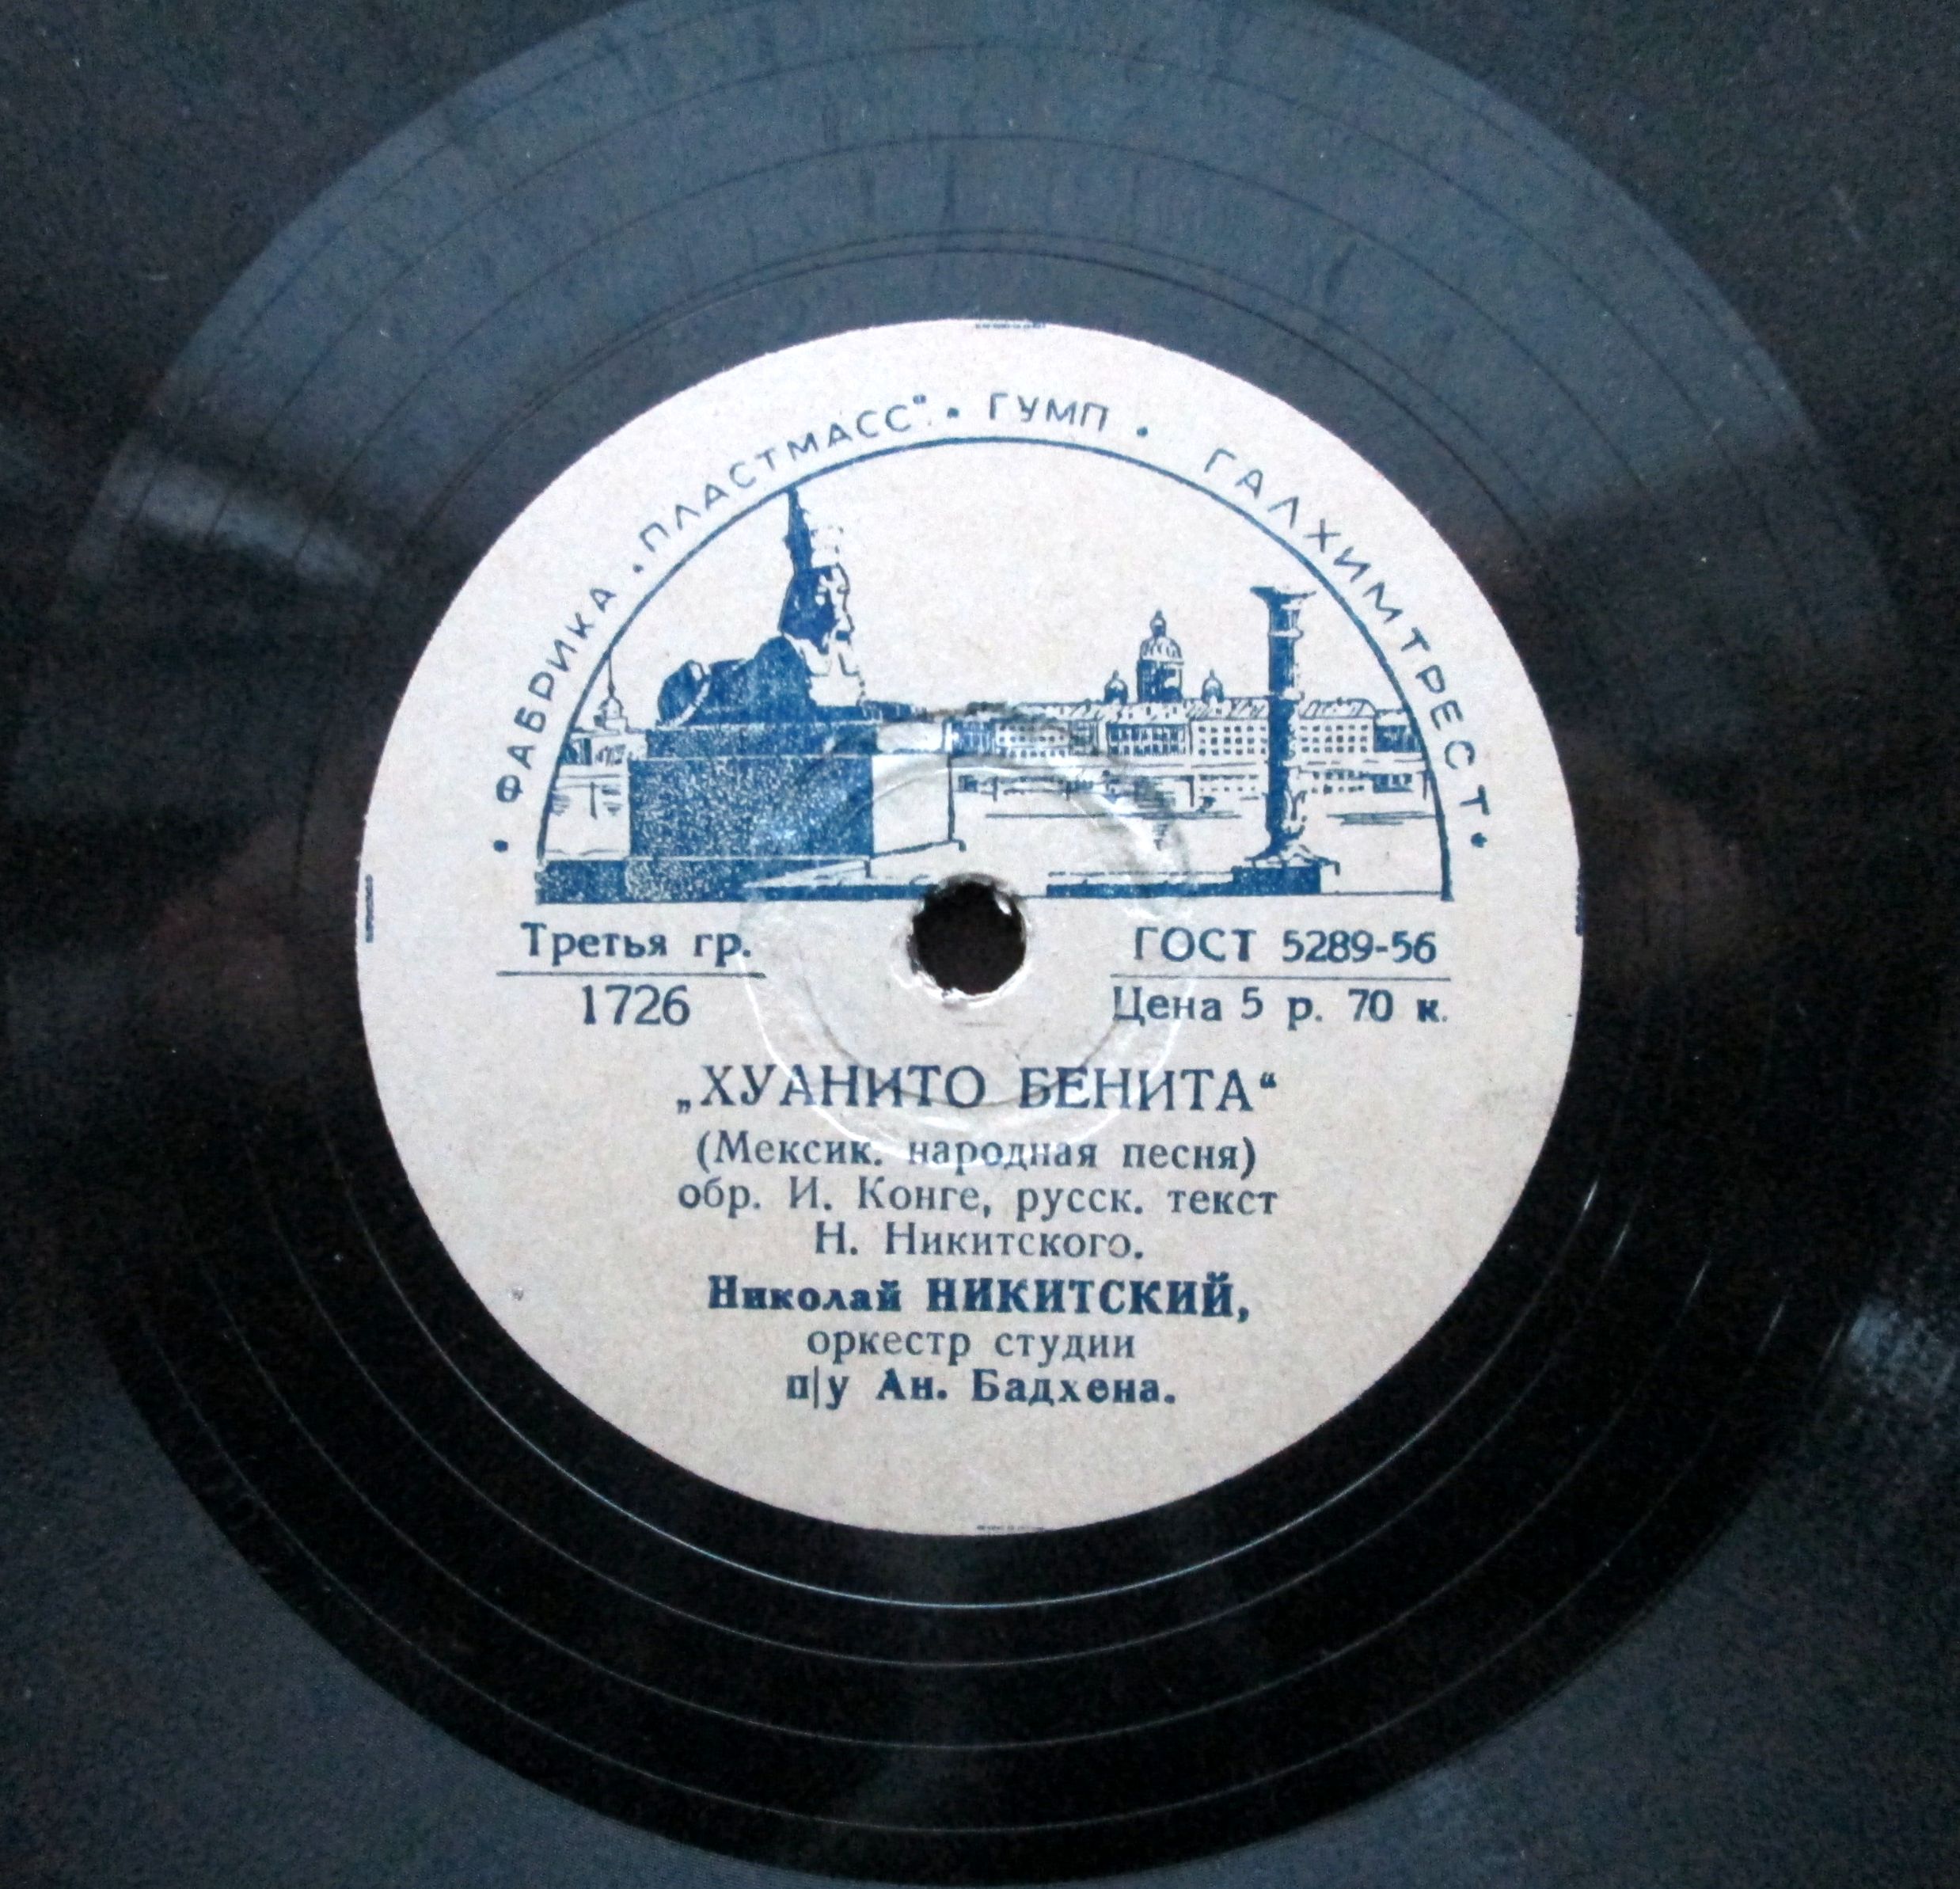 • ФАБРИКА „ПЛАСТМАСС“ • ГУМП • ГАЛХИМТРЕСТ •
Третья гр.
1726
ГОСТ 5289-56
Цена 5 р. 70 к.
„ХУАНИТО БЕНИТА“
(Мексик. народная песня)
обр. И. Конге, русск. текст
Н. Никитского.
Николай НИКИТСКИЙ,
оркестр студии
п/у Ан. Бадхена.